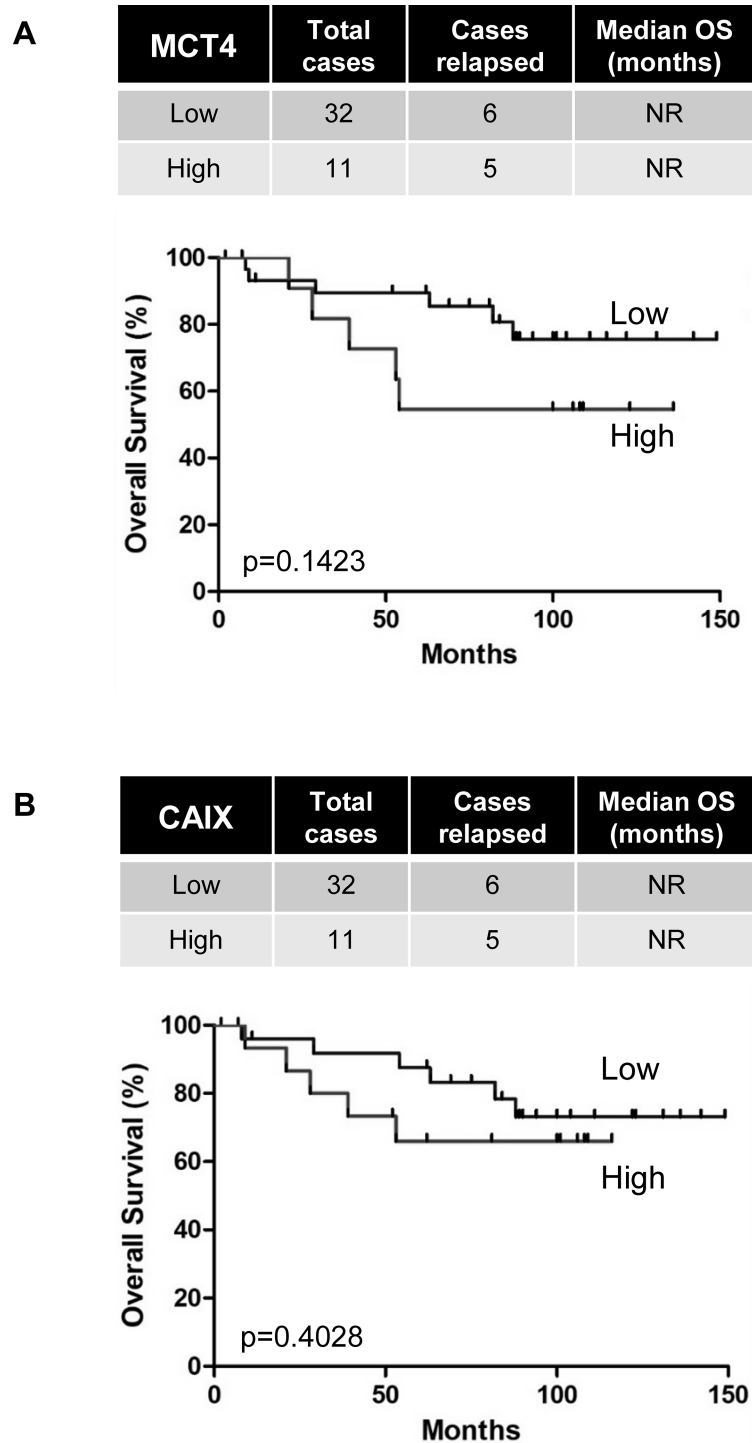 A
MCT4 Total cases Cases relapsed Median OS (months)
Low 32 6 NR
High 11 5 NR
100
80
60
40
20
0
Overall Survival (%)
Low
High
p=0.1423
0 50 100 150
Months
B
CAIX Total cases Cases relapsed Median OS (months)
Low 32 6 NR
High 11 5 NR
100
80
60
40
20
0
Overall Survival (%)
Low
High
p=0.4028
0 50 100 150
Months